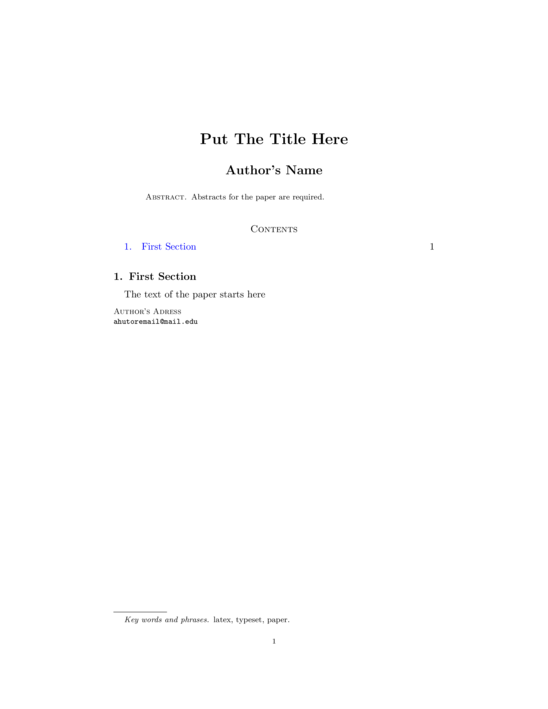 Put The Title Here
Author's Name
Abstract. Abstracts for the paper are required.
Contents
1. First Section 1
1. First Section
The text of the paper starts here
Author's Adress
ahutoremail@mail.edu
Key words and phrases. latex, typeset, paper.
1